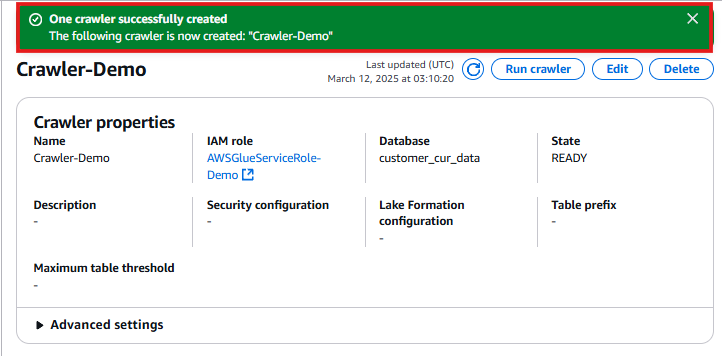 One crawler successfully created
The following crawler is now created: "Crawler-Demo"
Crawler-Demo
Last updated (UTC)
March 12, 2025 at 03:10:20
Run crawler
Edit
Delete
Crawler properties
Name
Crawler-Demo
IAM role
AWSGlueServiceRole-
Demo
Database
customer_cur_data
State
READY
Description
-
Security configuration
-
Lake Formation
configuration
-
Table prefix
-
Maximum table threshold
-
Advanced settings